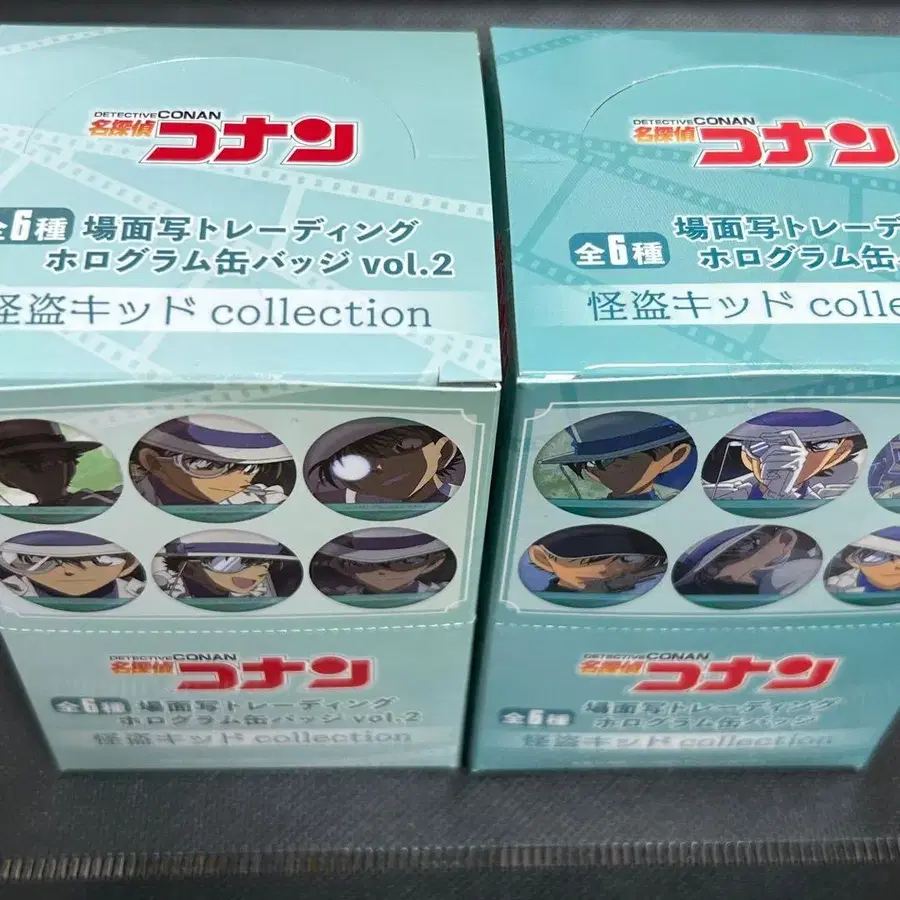 DETECTIVE CONAN
名探偵コナン
全6種 場面写トレーディング
ホログラム缶バッジ vol.2
怪盗キッド collection
DETECTIVE CONAN
名探偵コナン
全6種 場面写トレーディング
ホログラム缶バッジ vol.2
怪盗キッド collection
DETECTIVE CONAN
名探偵コナン
全6種 場面写トレーデ
ホログラム缶
怪盗キッド colle
DETECTIVE CONAN
名探偵コナン
全6種 場面写トレーディング
ホログラム缶バッジ
怪盗キッド collection